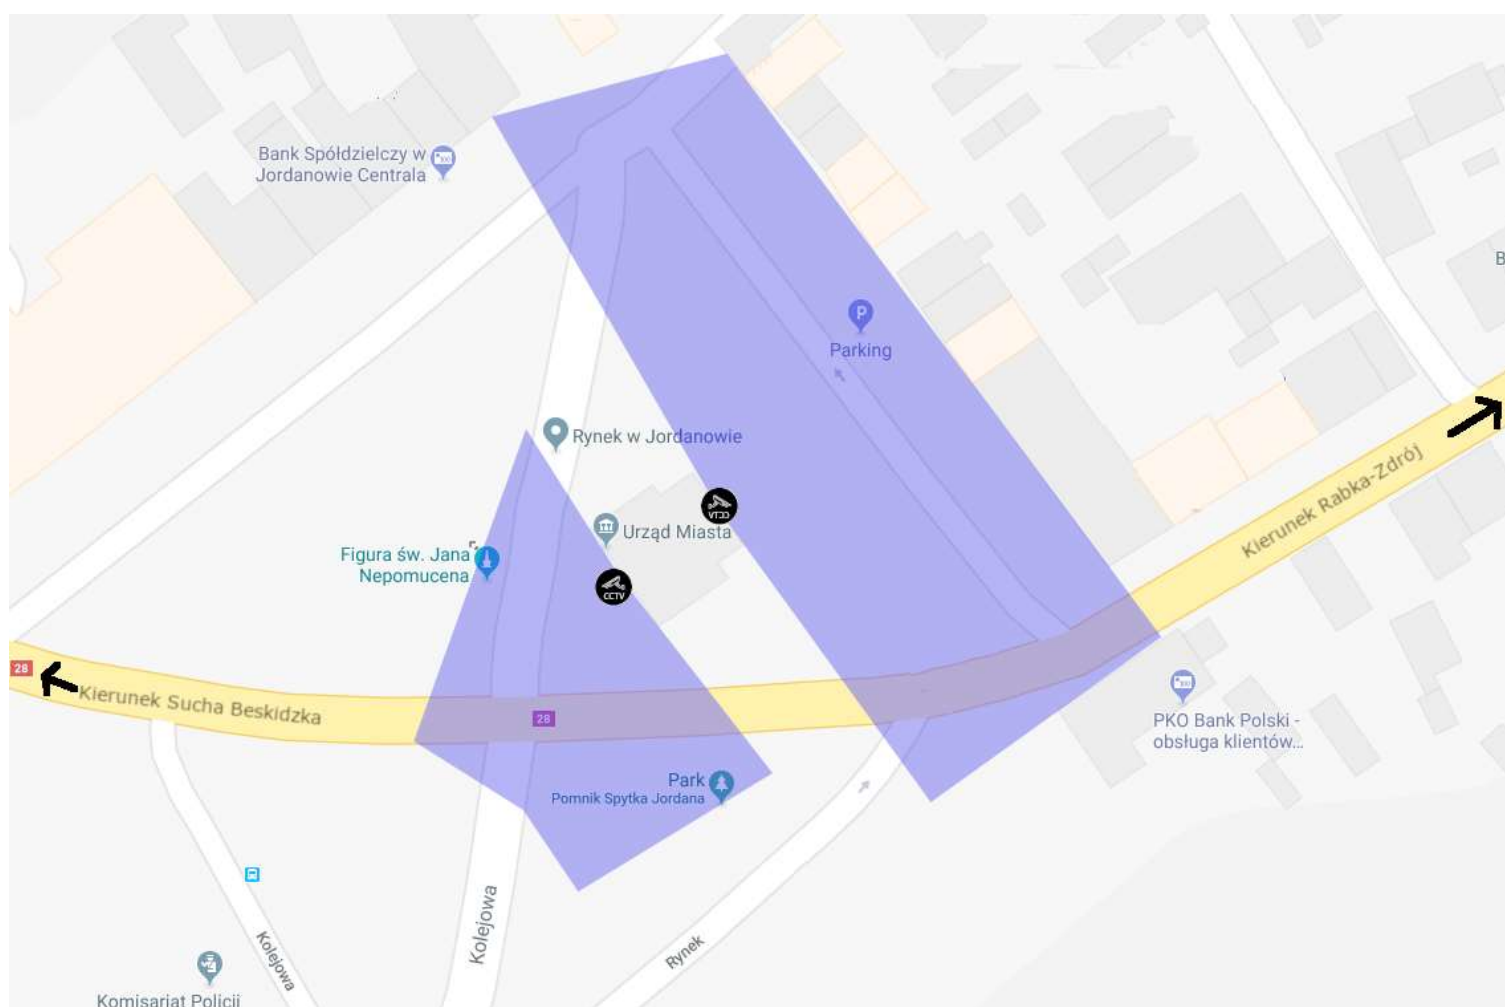 Bank Spółdzielczy w
Jordanowie Centrala
B
P
Parking
Rynek w Jordanowie
Kierunek Rabka-Zdrój
CCTV
Urząd Miasta
Figura św. Jana
Nepomucena
CCTV
28
Kierunek Sucha Beskidzka
28
PKO Bank Polski -
obsługa klientów...
Park
Pomnik Spytka Jordana
Kolejowa
Kolejowa
Rynek
Komisariat Policji